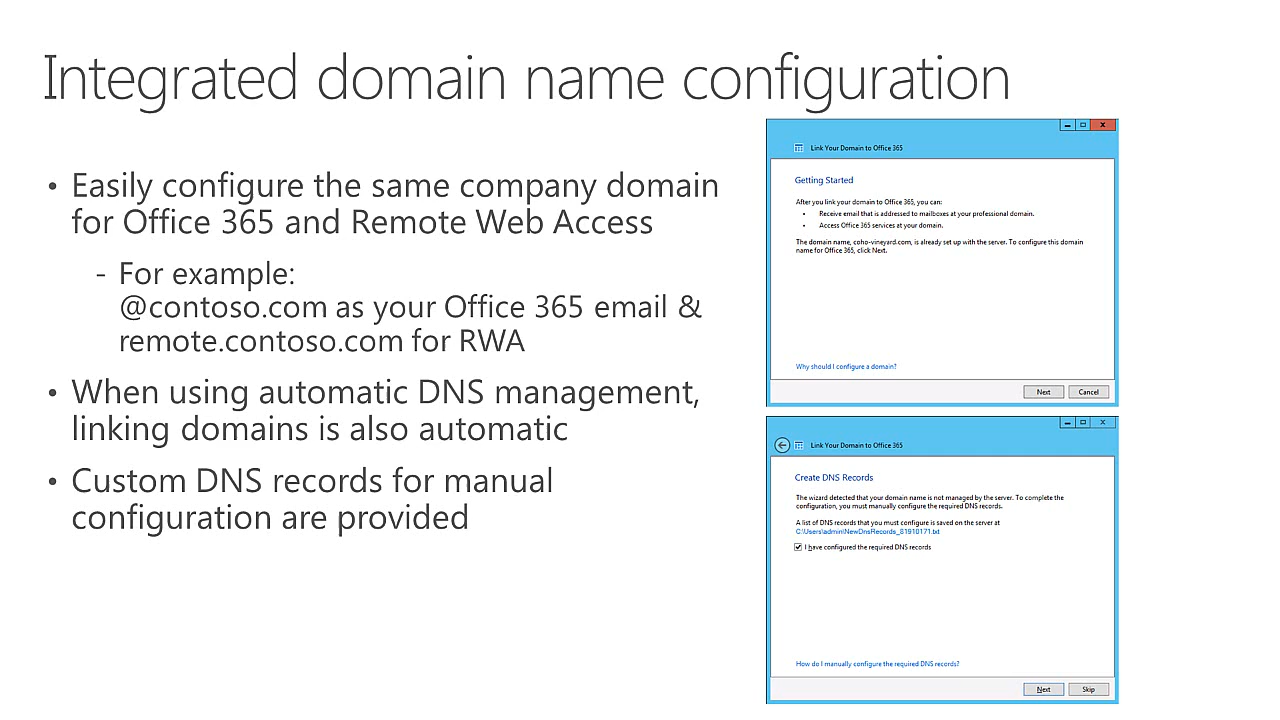 Integrated domain name configuration
• Easily configure the same company domain
for Office 365 and Remote Web Access
- For example:
@contoso.com as your Office 365 email &
remote.contoso.com for RWA
• When using automatic DNS management,
linking domains is also automatic
• Custom DNS records for manual
configuration are provided
Link Your Domain to Office 365
Getting Started
After you link your domain to Office 365, you can:
• Receive email that is addressed to mailboxes at your professional domain.
• Access Office 365 services at your domain.
The domain name, coho-vineyard.com, is already set up with the server. To configure this domain
name for Office 365, click Next.
Why should I configure a domain?
Next Cancel
Link Your Domain to Office 365
Create DNS Records
The wizard detected that your domain name is not managed by the server. To complete the
configuration, you must manually configure the required DNS records.
A list of DNS records that you must configure is saved on the server at
C:\Users\admin\NewDnsRecords_81910171.txt
I have configured the required DNS records
How do I manually configure the required DNS records?
Next Skip